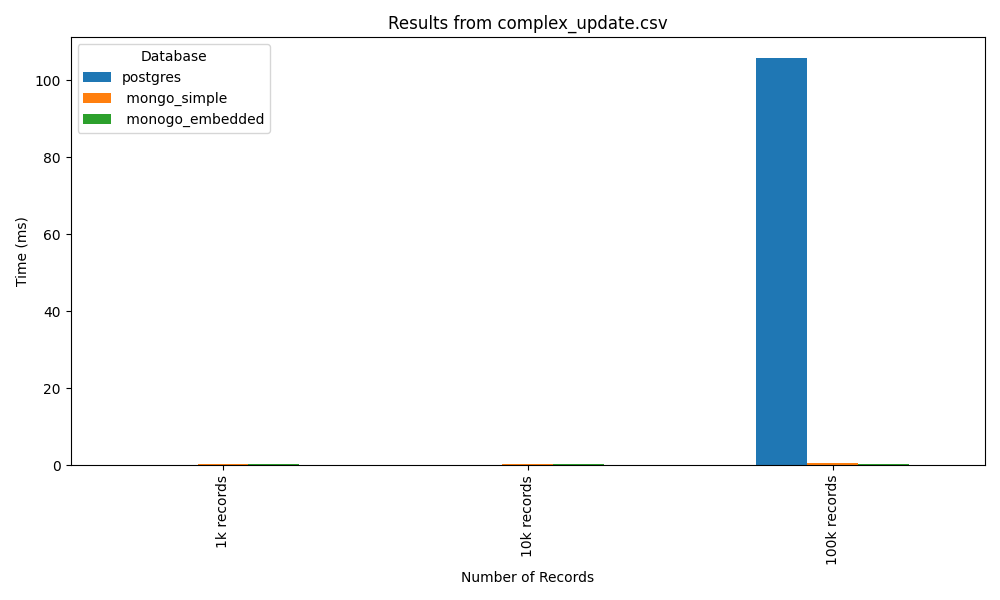 Results from complex_update.csv
Database
postgres
mongo_simple
monogo_embedded
Time (ms)
100
80
60
40
20
0
1k records
10k records
100k records
Number of Records